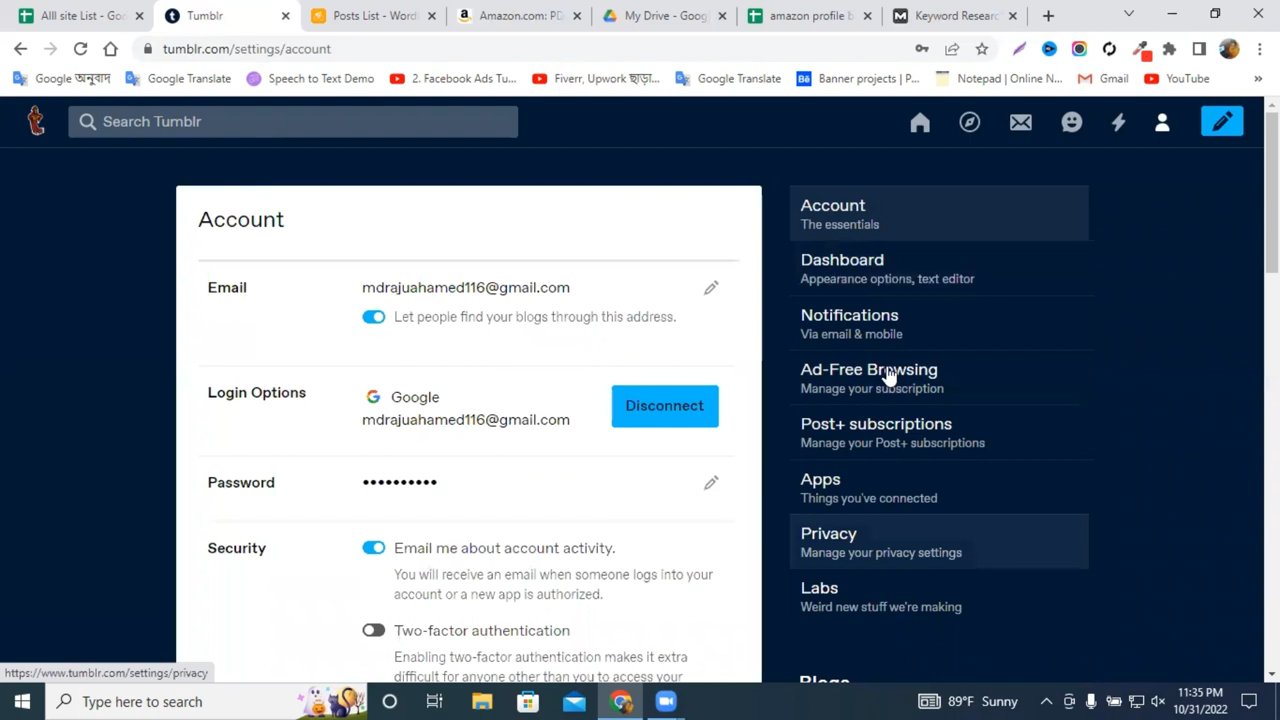 Alll site List - Goo
Tumblr
Posts List - Word
Amazon.com: PD
My Drive - Goog
amazon profile b
Keyword Researc
tumblr.com/settings/account
Google অনুবাদ
Google Translate
Speech to Text Demo
2. Facebook Ads Tu...
Fiverr, Upwork ছাড়া...
Google Translate
Banner projects | P...
Notepad | Online N...
Gmail
YouTube
Search Tumblr
Account
Email
mdrajuahamed116@gmail.com
Let people find your blogs through this address.
Login Options
Google
mdrajuahamed116@gmail.com
Disconnect
Password
••••••••••
Security
Email me about account activity.
You will receive an email when someone logs into your
account or a new app is authorized.
Two-factor authentication
Enabling two-factor authentication makes it extra
difficult for anyone other than you to access your
Account
The essentials
Dashboard
Appearance options, text editor
Notifications
Via email & mobile
Ad-Free Browsing
Manage your subscription
Post+ subscriptions
Manage your Post+ subscriptions
Apps
Things you've connected
Privacy
Manage your privacy settings
Labs
Weird new stuff we're making
Blogs
https://www.tumblr.com/settings/privacy
Type here to search
89°F Sunny
11:35 PM
10/31/2022